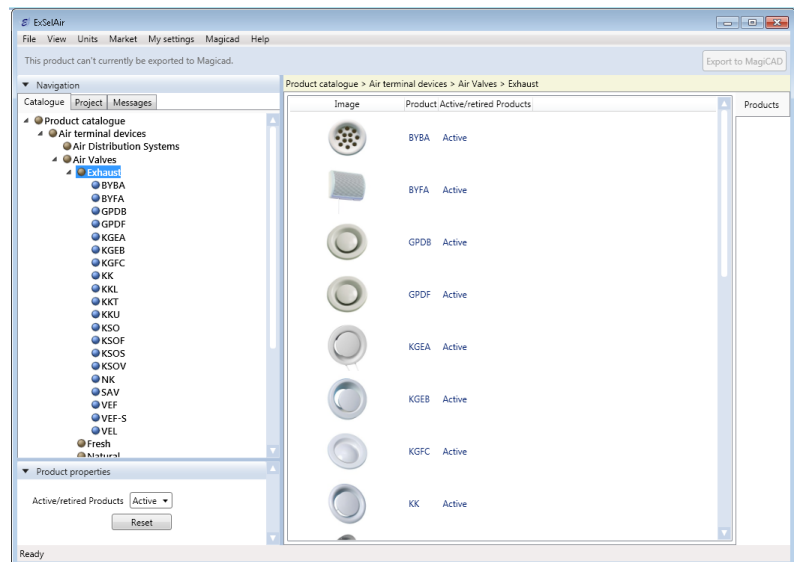 ExSelAir
File View Units Market My settings Magicad Help
This product can't currently be exported to Magicad.
Export to MagiCAD
Navigation
Product catalogue > Air terminal devices > Air Valves > Exhaust
Catalogue Project Messages
Product catalogue
Air terminal devices
Air Distribution Systems
Air Valves
Exhaust
BYBA
BYFA
GPDB
GPDF
KGEA
KGEB
KGFC
KK
KKL
KKT
KKU
KSO
KSOF
KSOS
KSOV
NK
SAV
VEF
VEF-S
VEL
Fresh
Natural
Image Product Active/retired Products
BYBA Active
BYFA Active
GPDB Active
GPDF Active
KGEA Active
KGEB Active
KGFC Active
KK Active
Products
Product properties
Active/retired Products Active
Reset
Ready